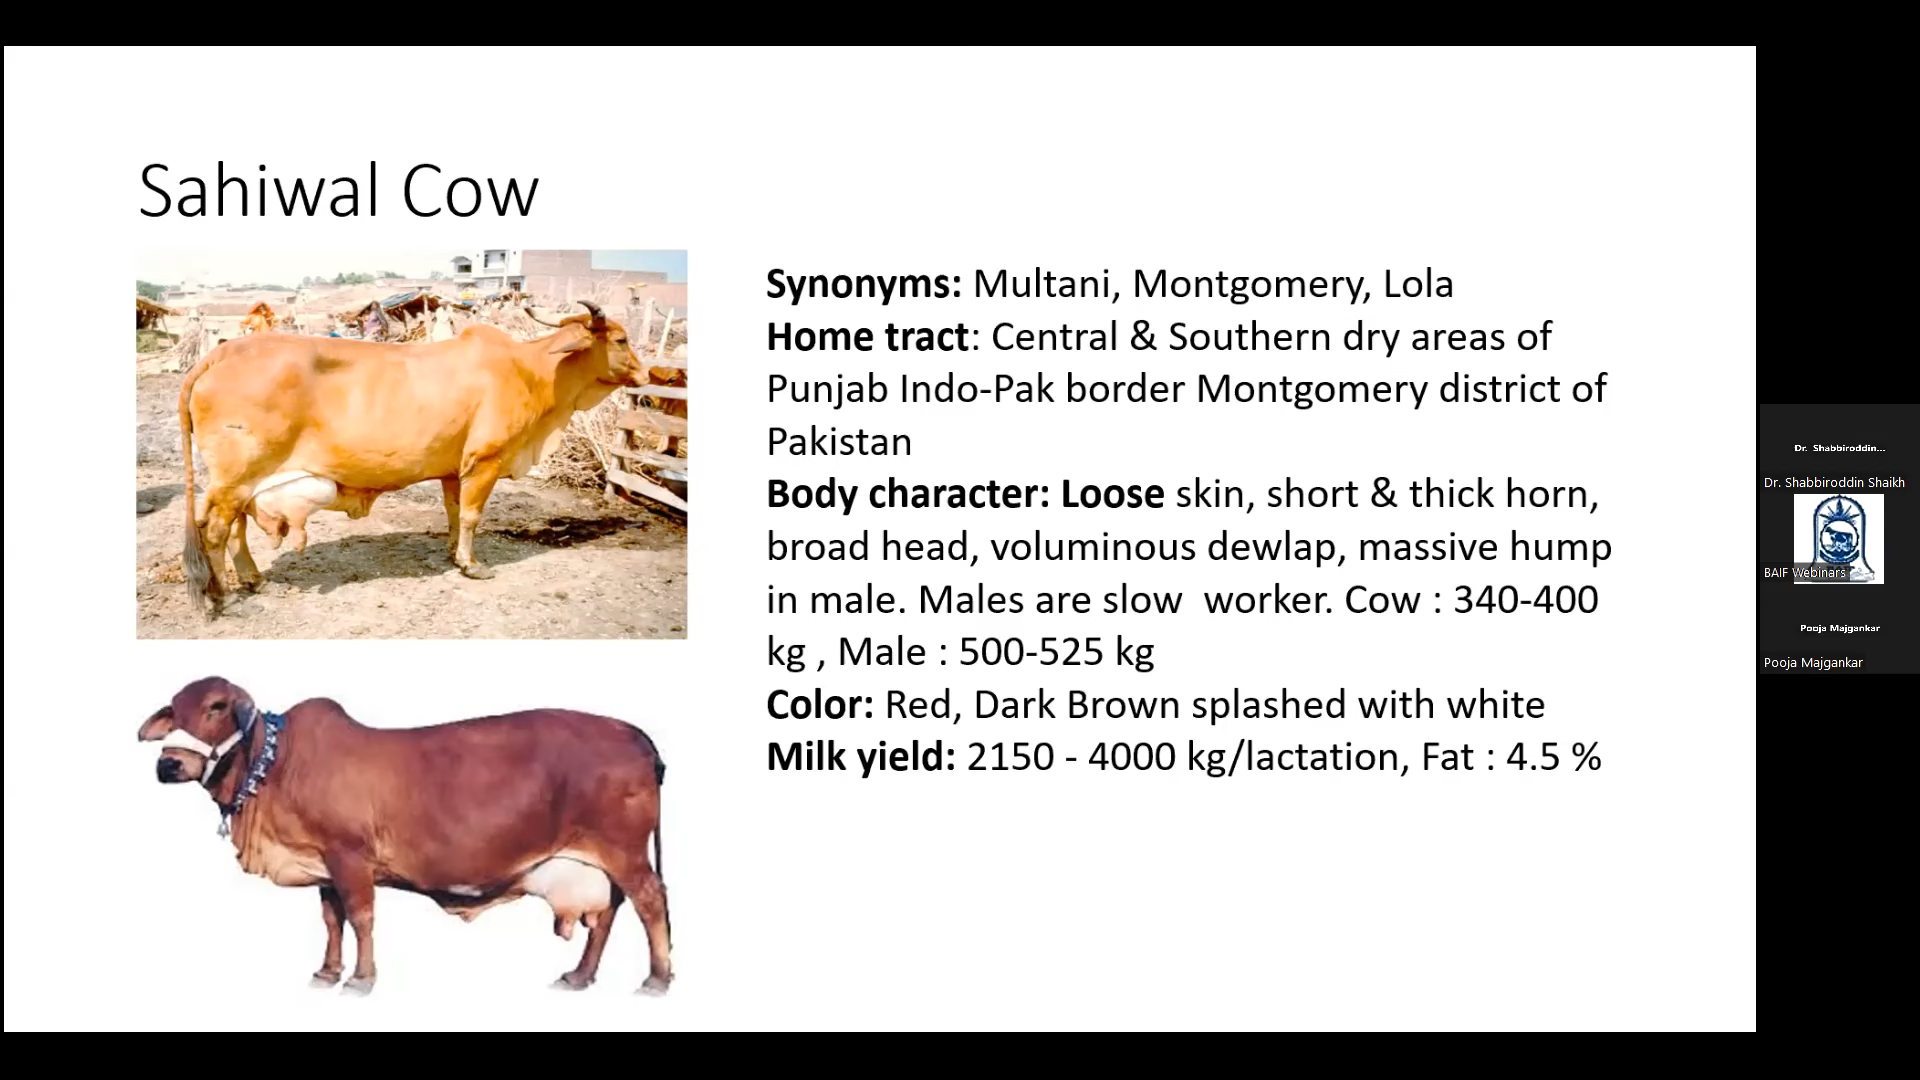 Sahiwal Cow
Synonyms: Multani, Montgomery, Lola
Home tract: Central & Southern dry areas of
Punjab Indo-Pak border Montgomery district of
Pakistan
Body character: Loose skin, short & thick horn,
broad head, voluminous dewlap, massive hump
in male. Males are slow  worker. Cow : 340-400
kg , Male : 500-525 kg
Color: Red, Dark Brown splashed with white
Milk yield: 2150 - 4000 kg/lactation, Fat : 4.5 %
Dr. Shabbiroddin...
Dr. Shabbiroddin Shaikh
BAIF Webinars
Pooja Majgankar
Pooja Majgankar